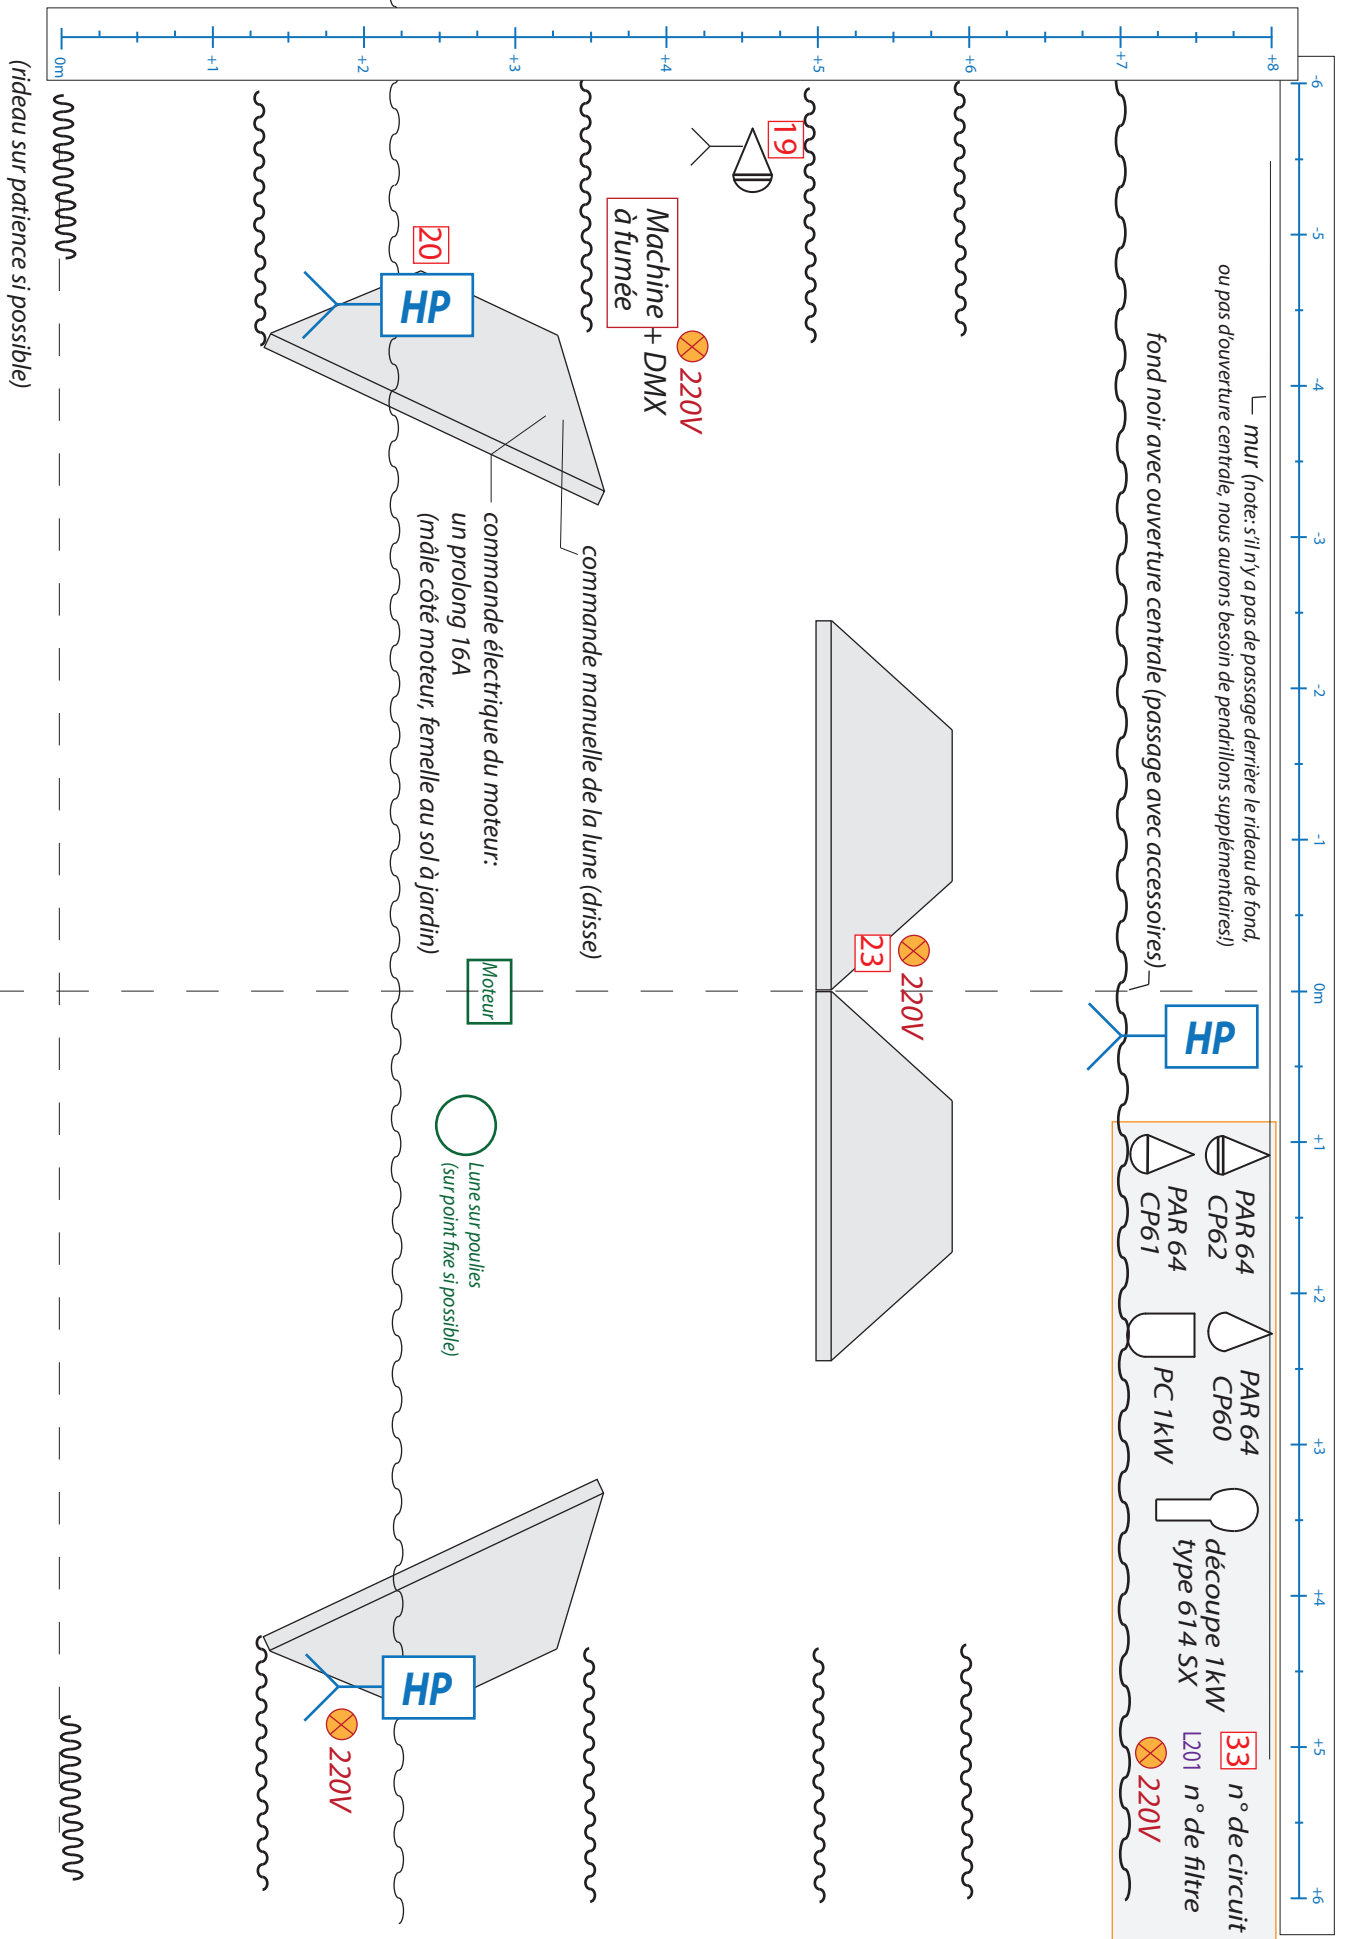 -6
-5
-4
-3
-2
-1
0m
+1
+2
+3
+4
+5
+6
+8
+7
+6
+5
+4
+3
+2
+1
0m
mur (note: s'il n'y a pas de passage derrière le rideau de fond,
ou pas d'ouverture centrale, nous aurons besoin de pendrillons supplémentaires!)
fond noir avec ouverture centrale (passage avec accessoires)
HP
PAR 64
CP62
PAR 64
CP61
PAR 64
CP60
PC 1kW
découpe 1kW
type 614 SX
33 n° de circuit
L201 n° de filtre
220V
23
220V
19
220V
Machine + DMX
à fumée
commande manuelle de la lune (drisse)
commande électrique du moteur:
un prolong 16A
(mâle côté moteur, femelle au sol à jardin)
Moteur
Lune sur poulies
(sur point fixe si possible)
20
HP
HP
220V
(rideau sur patience si possible)